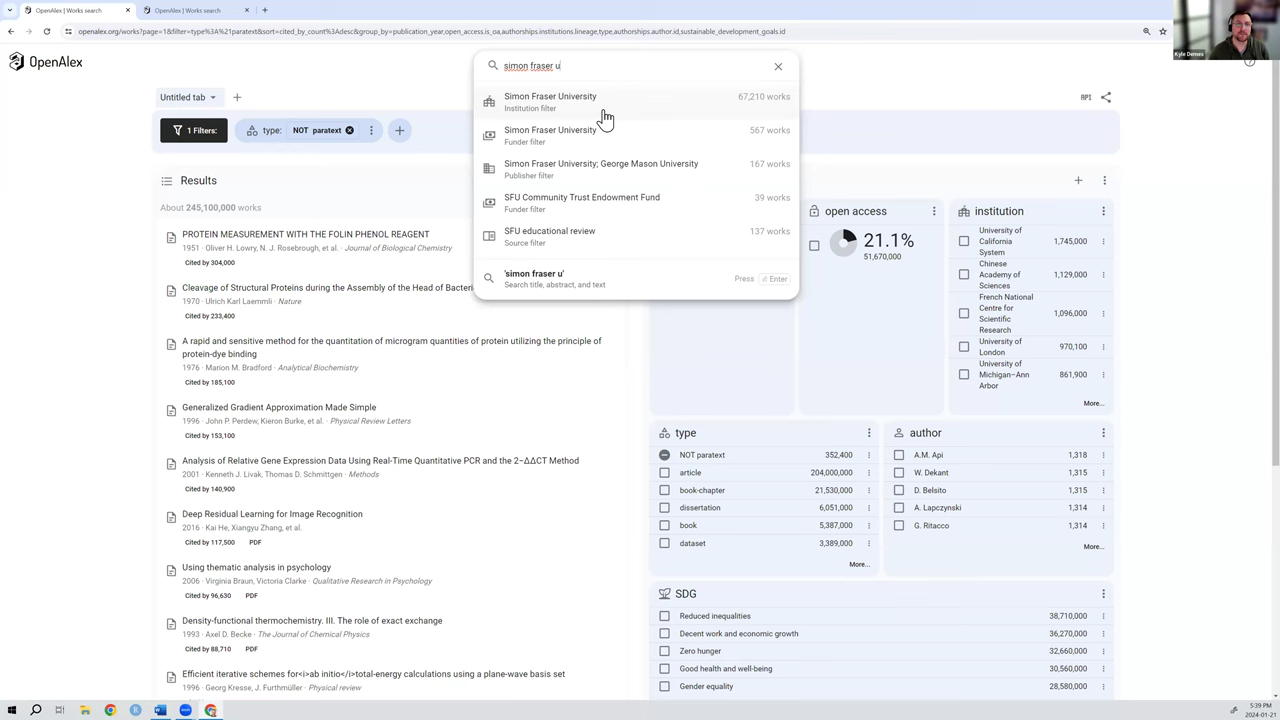 OpenAlex | Works search
OpenAlex | Works search
openalex.org/works?page=1&filter=type%3A%21paratext&sort=cited_by_count%3Adesc&group_by=publication_year,open_access.is_oa,authorships.institutions.lineage,type,authorships.author.id,sustainable_development_goals.id
Kyle Demes
OpenAlex
simon fraser u
Simon Fraser University
67,210 works
Institution filter
Simon Fraser University
567 works
Funder filter
Simon Fraser University; George Mason University
167 works
Publisher filter
SFU Community Trust Endowment Fund
39 works
Funder filter
SFU educational review
137 works
Source filter
'simon fraser u'
Search title, abstract, and text
Press Enter
Untitled tab
API
1 Filters:
type: NOT paratext
Results
About 245,100,000 works
PROTEIN MEASUREMENT WITH THE FOLIN PHENOL REAGENT
1951 · Oliver H. Lowry, N. J. Rosebrough, et al. · Journal of Biological Chemistry
Cited by 304,000
Cleavage of Structural Proteins during the Assembly of the Head of Bacteri
1970 · Ulrich Karl Laemmli · Nature
Cited by 233,400
A rapid and sensitive method for the quantitation of microgram quantities of protein utilizing the principle of
protein-dye binding
1976 · Marion M. Bradford · Analytical Biochemistry
Cited by 185,100
Generalized Gradient Approximation Made Simple
1996 · John P. Perdew, Kieron Burke, et al. · Physical Review Letters
Cited by 153,100
Analysis of Relative Gene Expression Data Using Real-Time Quantitative PCR and the 2−ΔΔCT Method
2001 · Kenneth J. Livak, Thomas D. Schmittgen · Methods
Cited by 140,900
Deep Residual Learning for Image Recognition
2016 · Kai He, Xiangyu Zhang, et al.
Cited by 117,500 PDF
Using thematic analysis in psychology
2006 · Virginia Braun, Victoria Clarke · Qualitative Research in Psychology
Cited by 96,630 PDF
Density-functional thermochemistry. III. The role of exact exchange
1993 · Axel D. Becke · The Journal of Chemical Physics
Cited by 88,710 PDF
Efficient iterative schemes for<i>ab initio</i>total-energy calculations using a plane-wave basis set
1996 · Georg Kresse, J. Furthmüller · Physical review
open access
21.1%
51,670,000
institution
University of
California
System
1,745,000
Chinese
Academy of
Sciences
1,129,000
French National
Centre for
Scientific
Research
1,096,000
University of
London
970,100
University of
Michigan–Ann
Arbor
861,900
More...
type
NOT paratext 352,400
article 204,000,000
book-chapter 21,530,000
dissertation 6,051,000
book 5,387,000
dataset 3,389,000
More...
author
A.M. Api 1,318
W. Dekant 1,315
D. Belsito 1,315
A. Lapczynski 1,314
G. Ritacco 1,314
More...
SDG
Reduced inequalities 38,710,000
Decent work and economic growth 36,270,000
Zero hunger 32,660,000
Good health and well-being 30,560,000
Gender equality 28,580,000
5:39 PM
2024-01-21